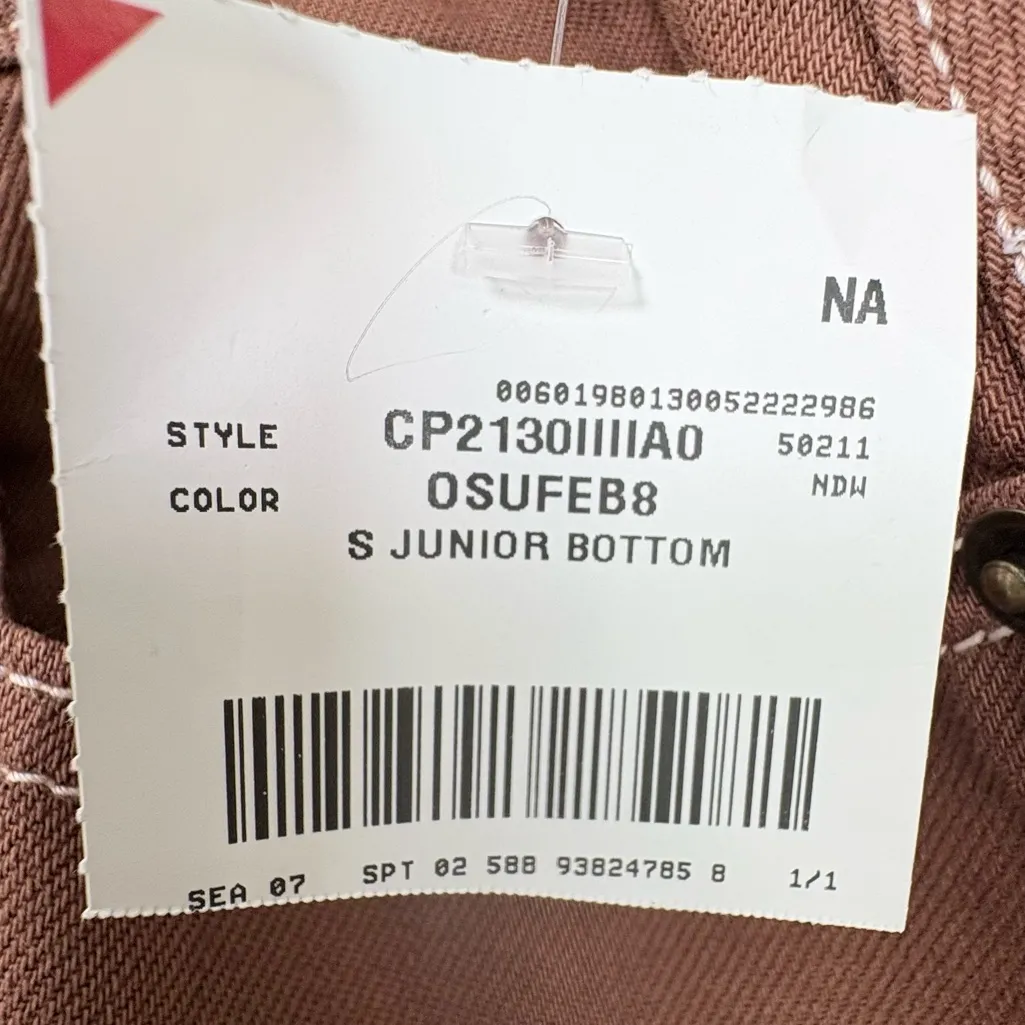 NA
00601980130052222986
STYLE CP2130IIIIA0 50211
COLOR OSUFEB8 NDW
S JUNIOR BOTTOM
SEA 07 SPT 02 588 93824785 8 1/1